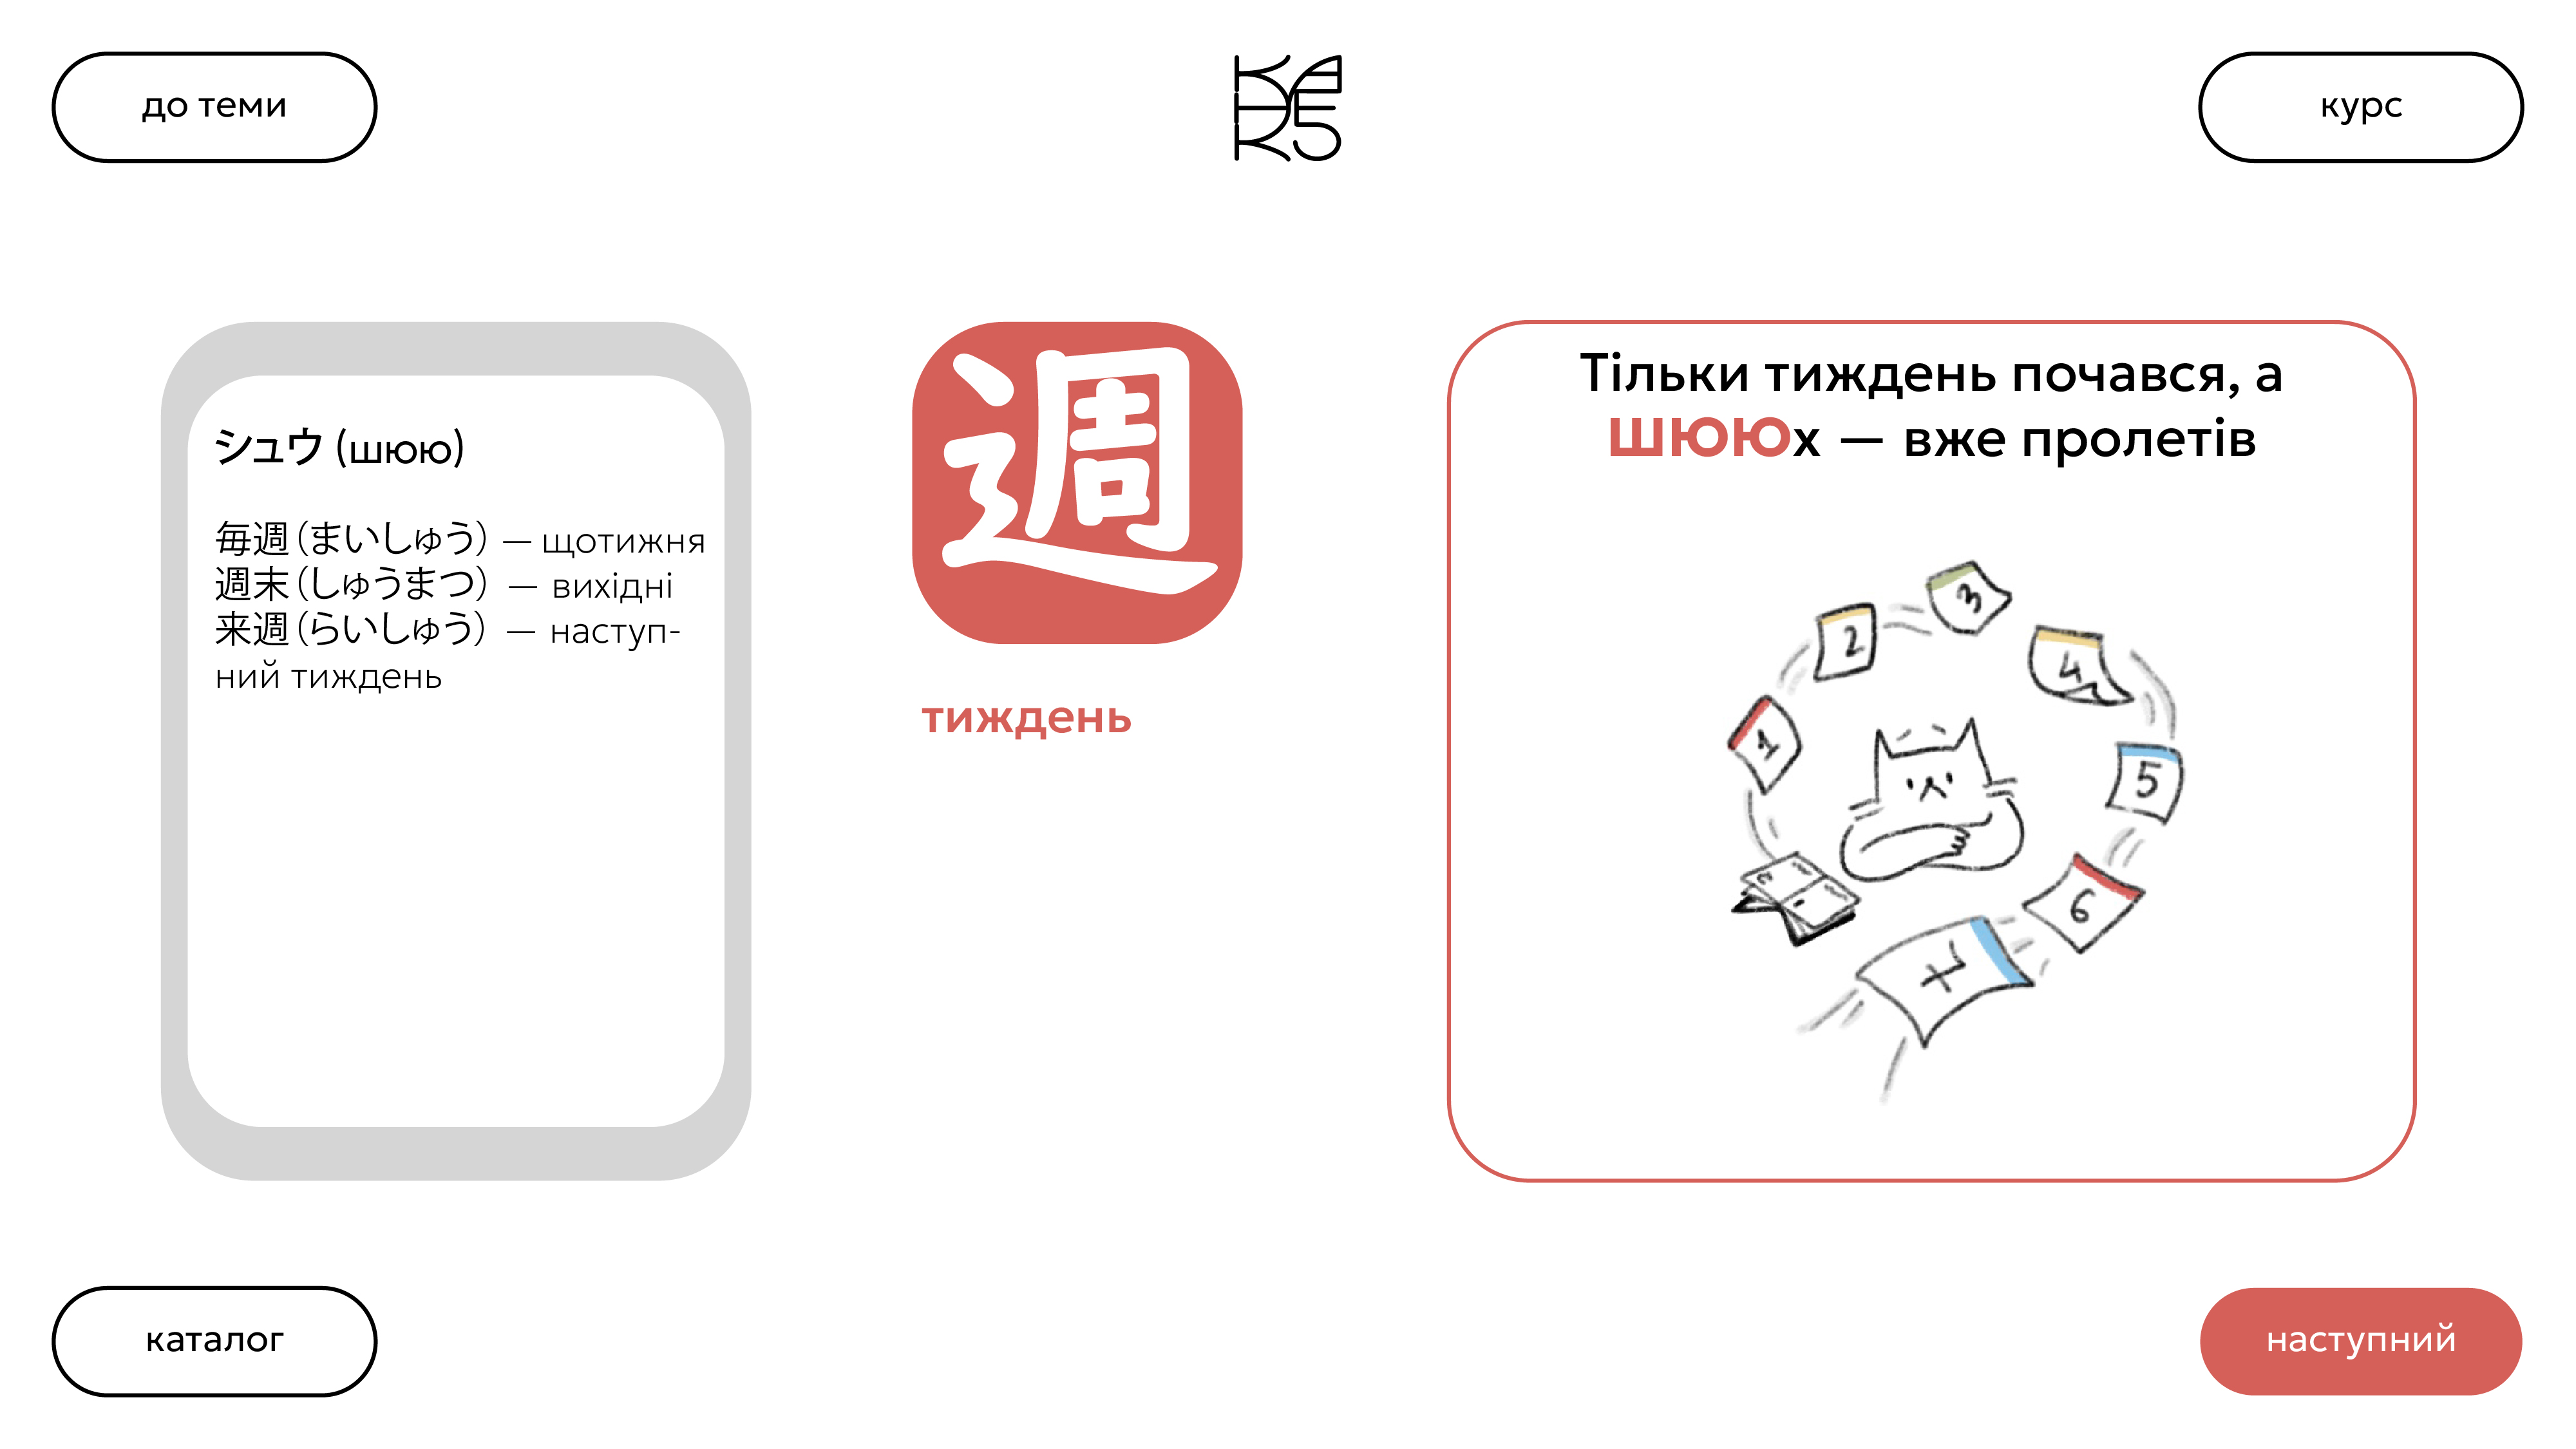 до теми
курс
シュウ (шюю)
毎週（まいしゅう） — щотижня
週末（しゅうまつ） — вихідні
来週（らいしゅう） — наступ-
ний тиждень
週
тиждень
Тільки тиждень почався, а
шююх — вже пролетів
1
2
3
4
5
6
7
каталог
наступний